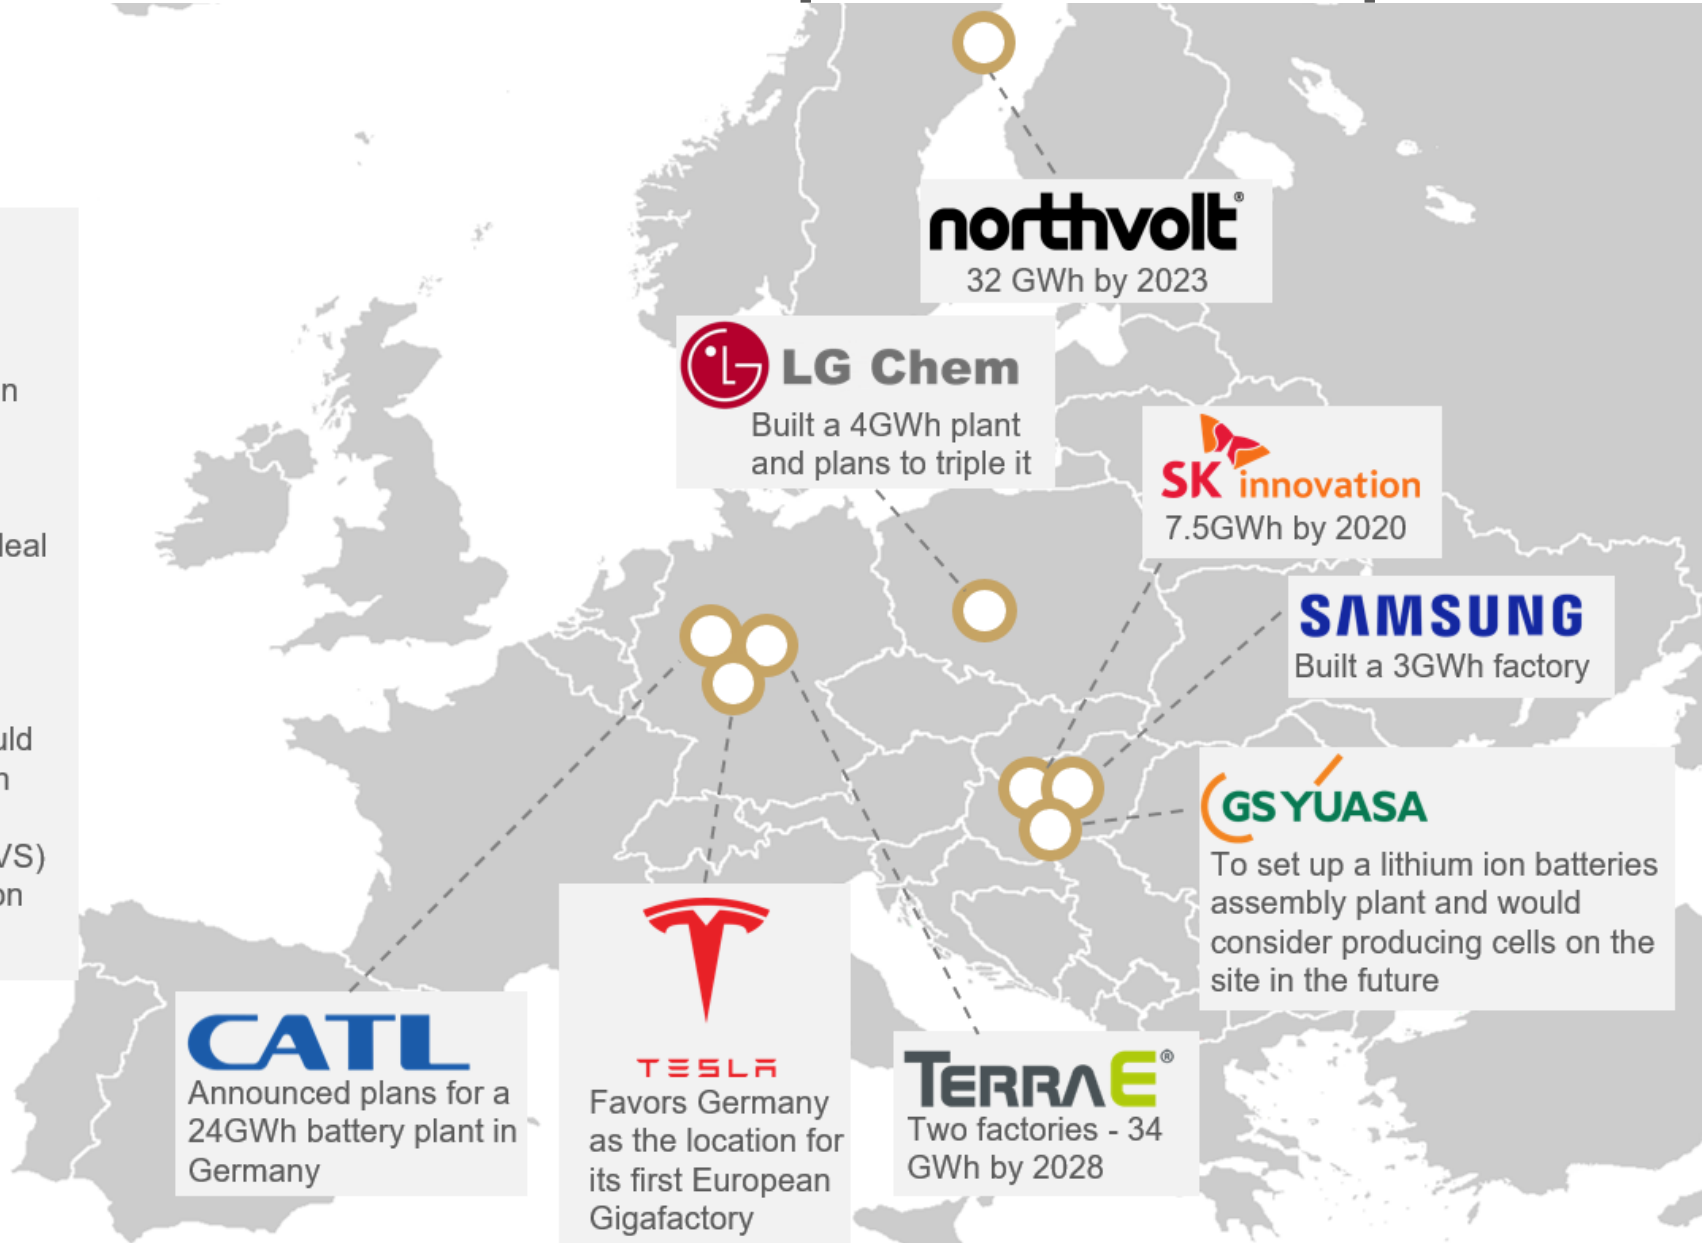 northvolt®
32 GWh by 2023
LG Chem
Built a 4GWh plant
and plans to triple it
SK innovation
7.5GWh by 2020
SAMSUNG
Built a 3GWh factory
GS YUASA
To set up a lithium ion batteries
assembly plant and would
consider producing cells on the
site in the future
CATL
Announced plans for a
24GWh battery plant in
Germany
TESLA
Favors Germany
as the location for
its first European
Gigafactory
TERRAE®
Two factories - 34
GWh by 2028